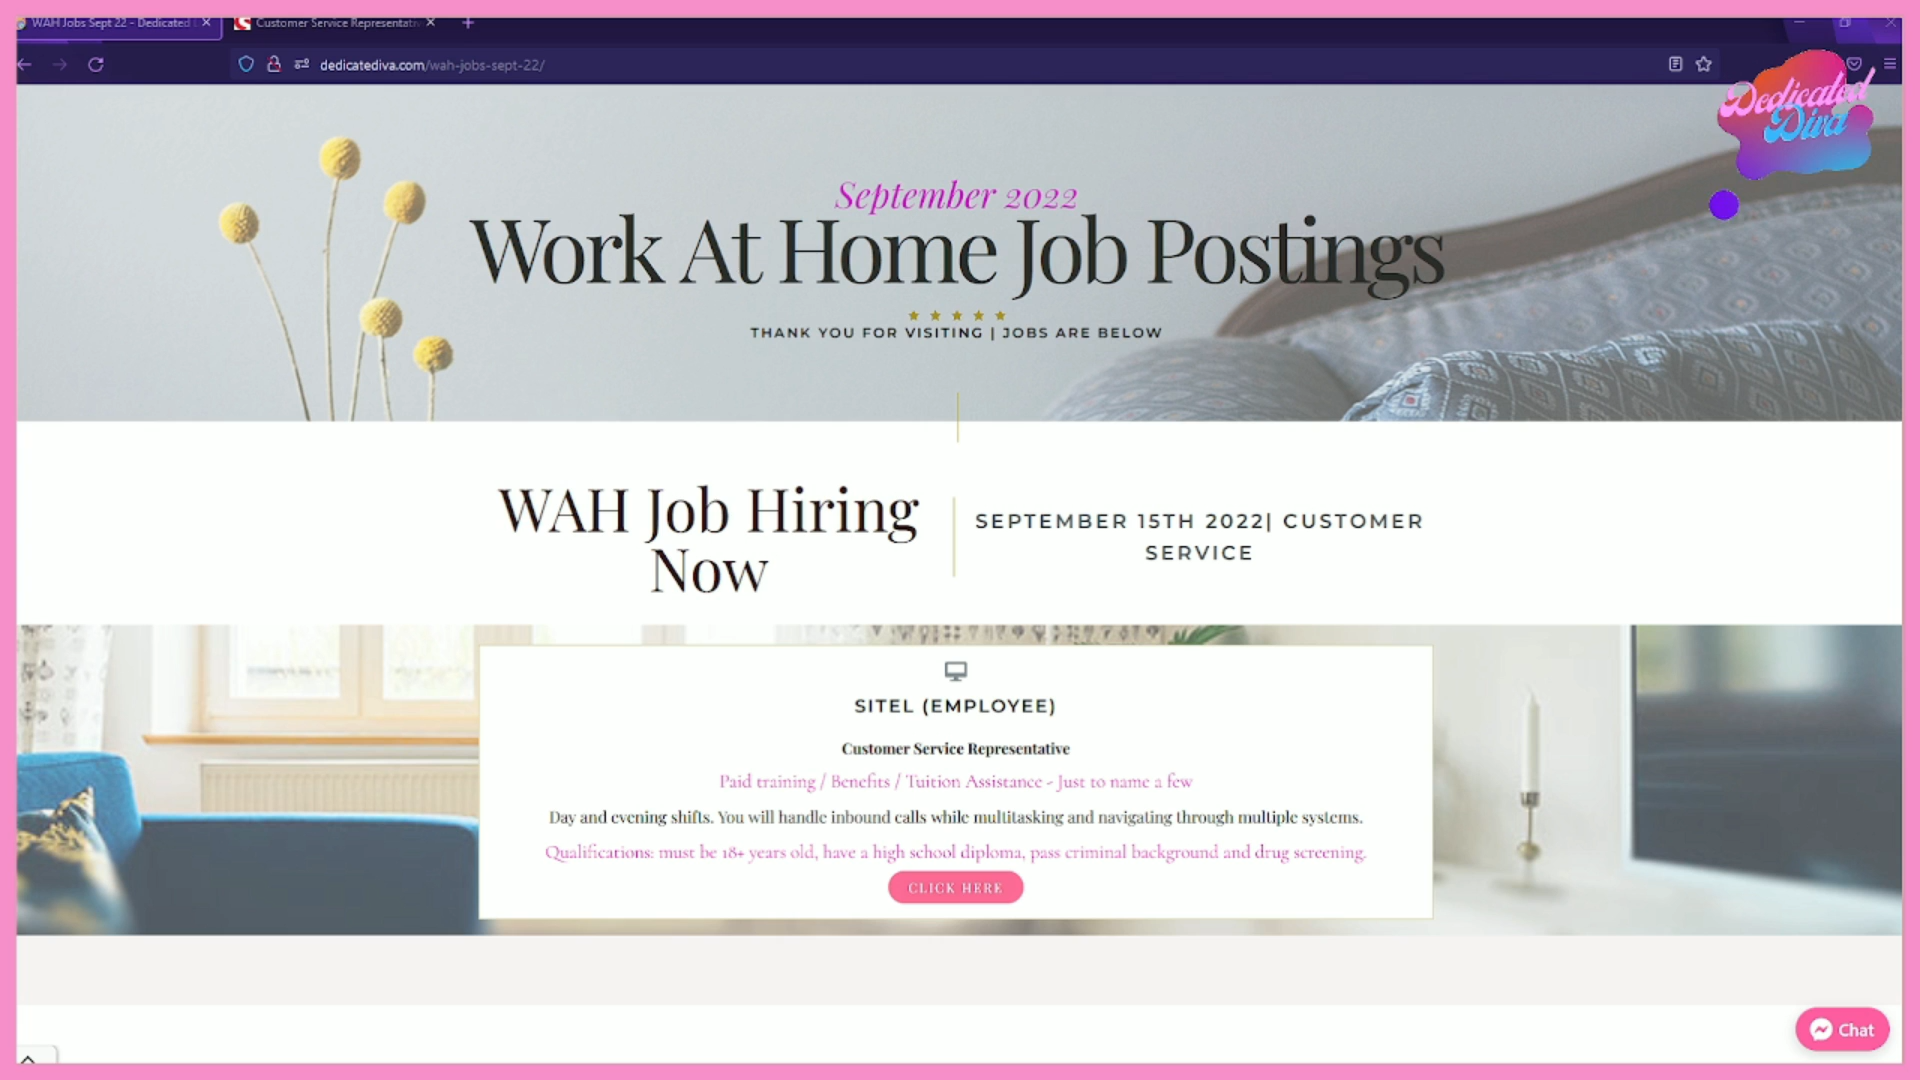 WAH Jobs Sept 22 - Dedicated
Customer Service Representativ
dedicatediva.com/wah-jobs-sept-22/
Dedicated
Diva
September 2022
Work At Home Job Postings
THANK YOU FOR VISITING | JOBS ARE BELOW
WAH Job Hiring
Now
SEPTEMBER 15TH 2022| CUSTOMER
SERVICE
SITEL (EMPLOYEE)
Customer Service Representative
Paid training / Benefits / Tuition Assistance - Just to name a few
Day and evening shifts. You will handle inbound calls while multitasking and navigating through multiple systems.
Qualifications: must be 18+ years old, have a high school diploma, pass criminal background and drug screening.
CLICK HERE
Chat